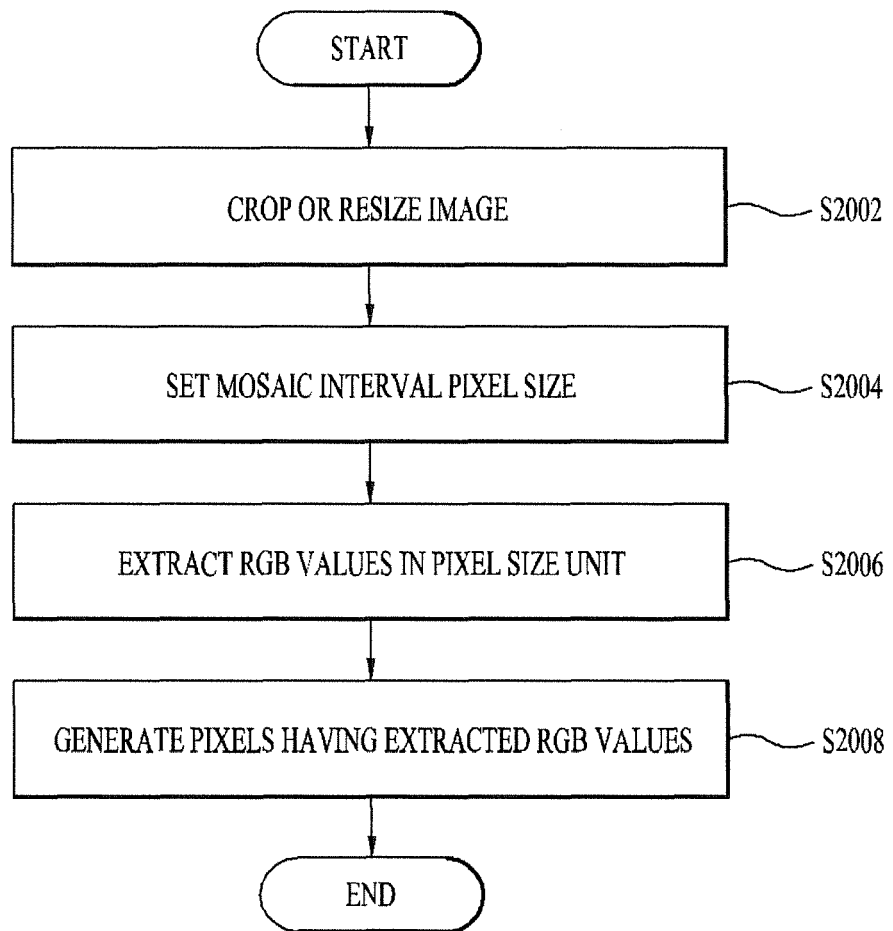 START
CROP OR RESIZE IMAGE
S2002
SET MOSAIC INTERVAL PIXEL SIZE
S2004
EXTRACT RGB VALUES IN PIXEL SIZE UNIT
S2006
GENERATE PIXELS HAVING EXTRACTED RGB VALUES
S2008
END